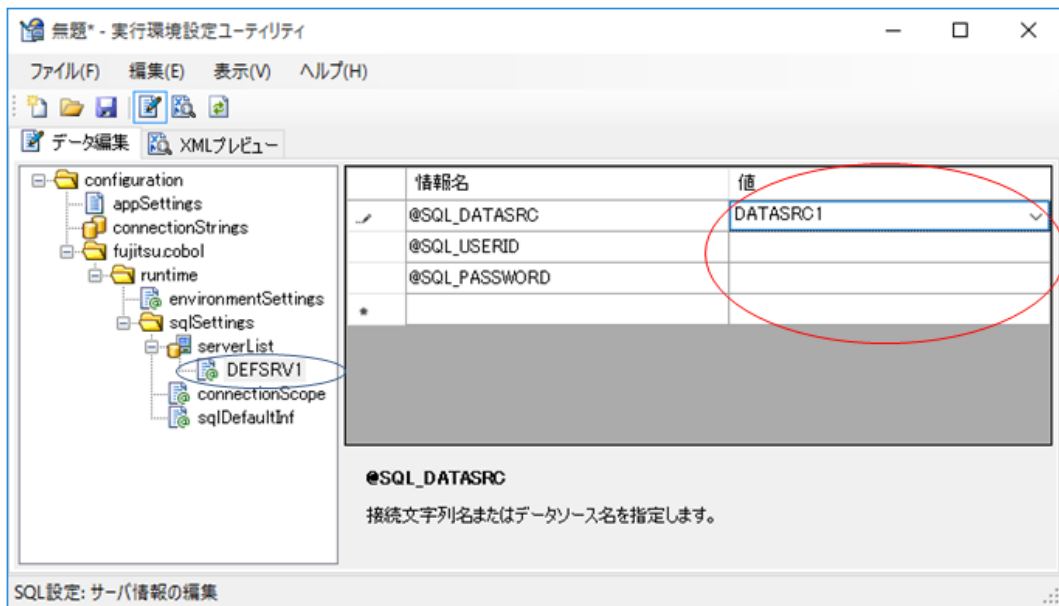 無題* - 実行環境設定ユーティリティ
ファイル(F) 編集(E) 表示(V) ヘルプ(H)
データ編集 XMLプレビュー
configuration
appSettings
connectionStrings
fujitsu.cobol
runtime
environmentSettings
sqlSettings
serverList
DEFSRV1
connectionScope
sqlDefaultInf
情報名 値
@SQL_DATASRC DATASRC1
@SQL_USERID
@SQL_PASSWORD
*
@SQL_DATASRC
接続文字列名またはデータソース名を指定します。
SQL設定: サーバ情報の編集